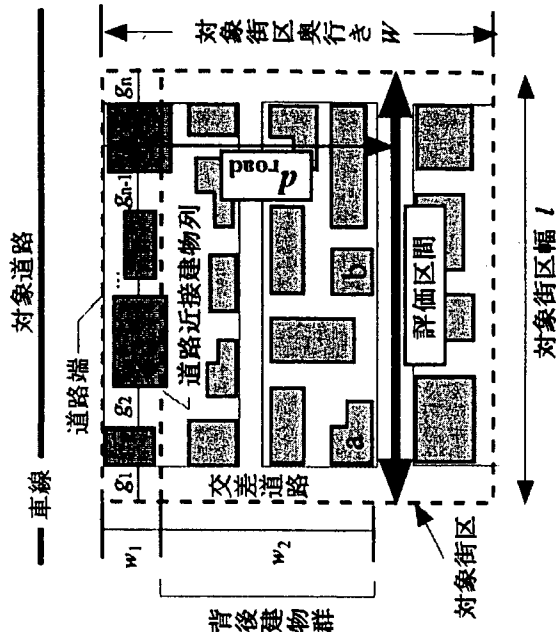 対象道路
車線
道路端
g1
g2
...
gn-1
gn
道路近接建物列
交差道路
w1
w2
背後建物群
droad
a
b
評価区間
対象街区
対象街区幅 l
対象街区奥行き W